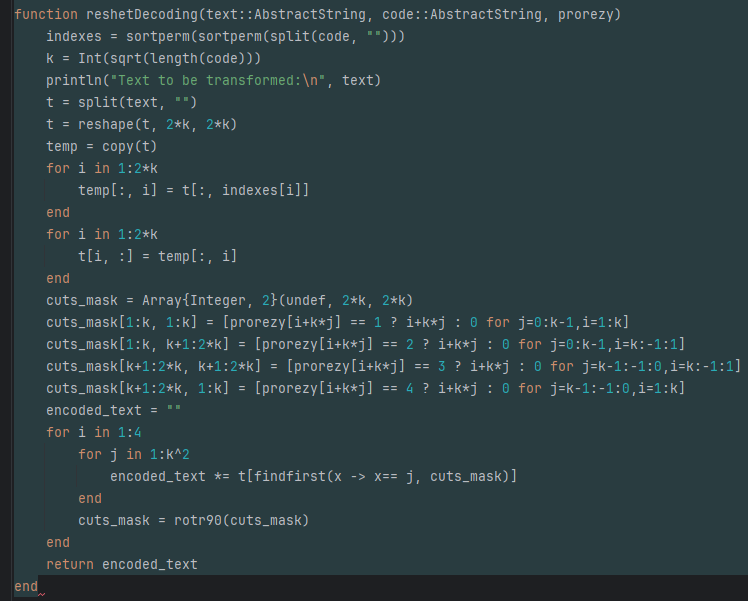 function reshetDecoding(text::AbstractString, code::AbstractString, prorezy)
    indexes = sortperm(sortperm(split(code, "")))
    k = Int(sqrt(length(code)))
    println("Text to be transformed:\n", text)
    t = split(text, "")
    t = reshape(t, 2*k, 2*k)
    temp = copy(t)
    for i in 1:2*k
        temp[:, i] = t[:, indexes[i]]
    end
    for i in 1:2*k
        t[i, :] = temp[:, i]
    end
    cuts_mask = Array{Integer, 2}(undef, 2*k, 2*k)
    cuts_mask[1:k, 1:k] = [prorezy[i+k*j] == 1 ? i+k*j : 0 for j=0:k-1,i=1:k]
    cuts_mask[1:k, k+1:2*k] = [prorezy[i+k*j] == 2 ? i+k*j : 0 for j=0:k-1,i=k:-1:1]
    cuts_mask[k+1:2*k, k+1:2*k] = [prorezy[i+k*j] == 3 ? i+k*j : 0 for j=k-1:-1:0,i=k:-1:1]
    cuts_mask[k+1:2*k, 1:k] = [prorezy[i+k*j] == 4 ? i+k*j : 0 for j=k-1:-1:0,i=1:k]
    encoded_text = ""
    for i in 1:4
        for j in 1:k^2
            encoded_text *= t[findfirst(x -> x== j, cuts_mask)]
        end
        cuts_mask = rotr90(cuts_mask)
    end
    return encoded_text
end